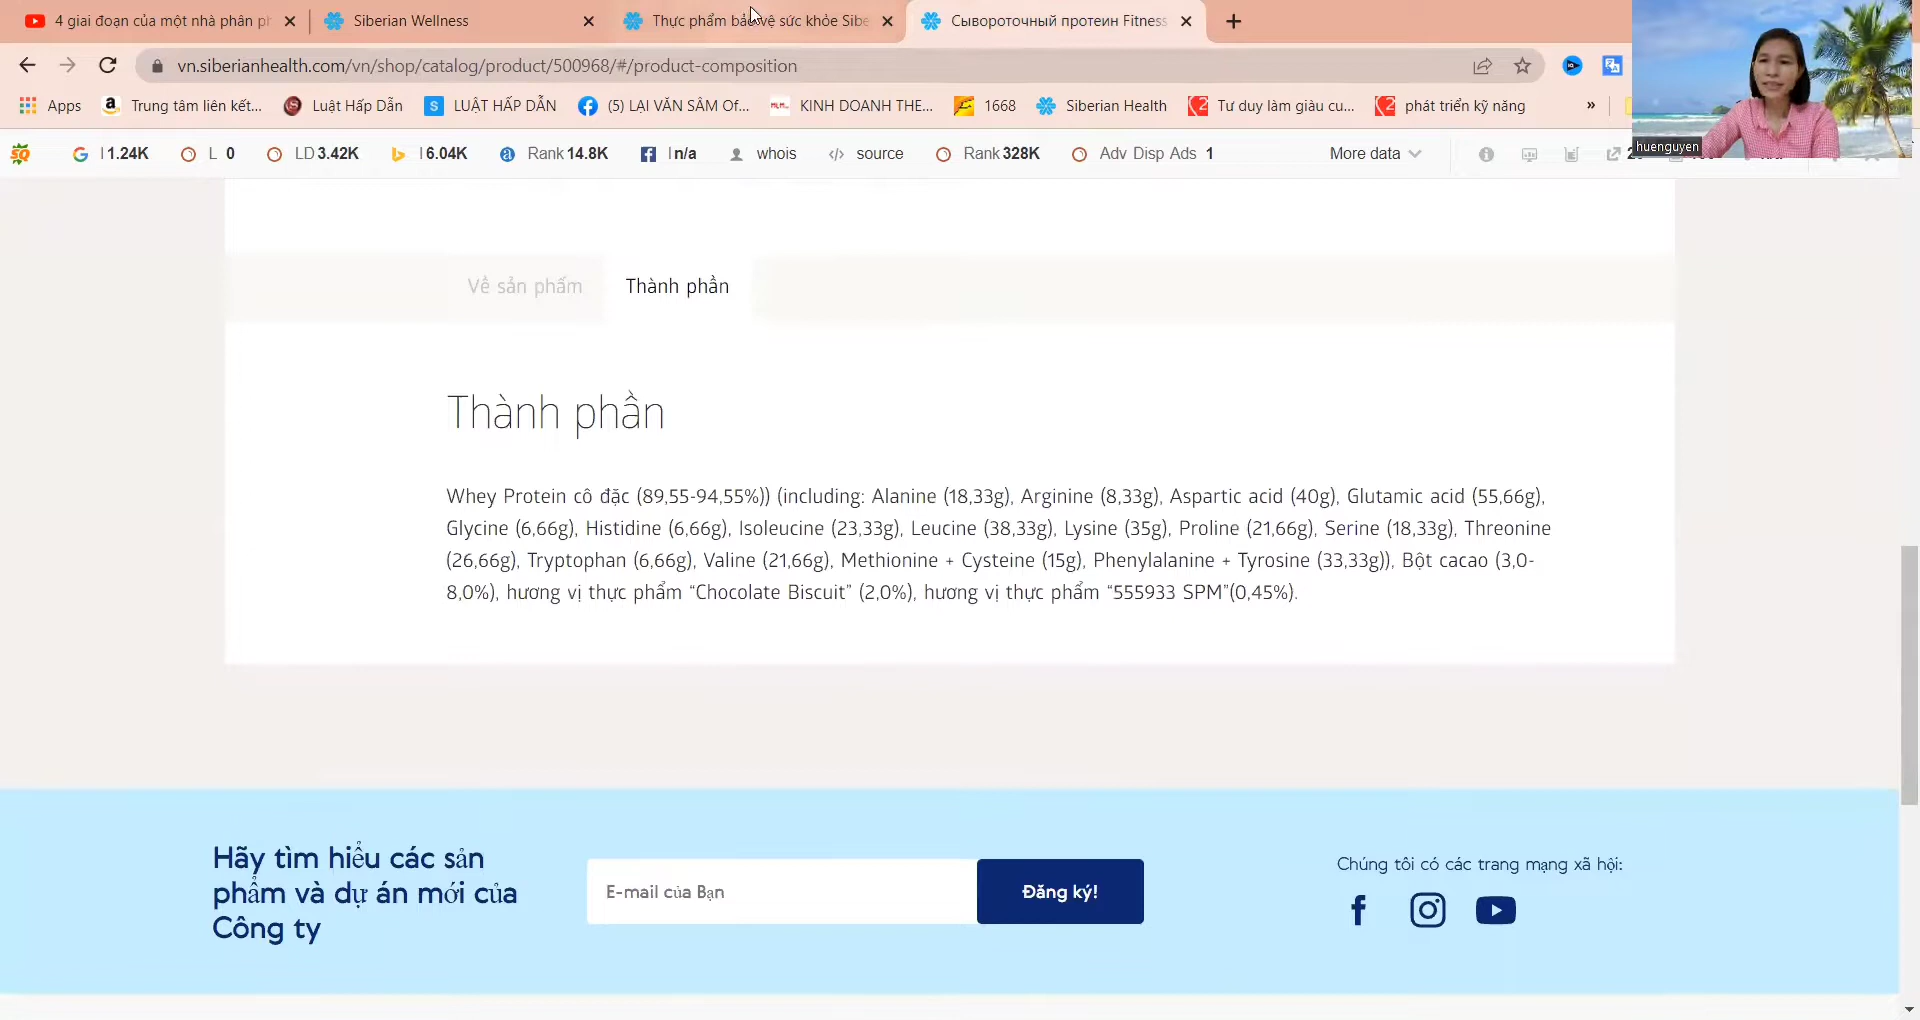 4 giai đoạn của một nhà phân ph
Siberian Wellness
Thực phẩm bảo vệ sức khỏe Sibe
Сывороточный протеин Fitness
vn.siberianhealth.com/vn/shop/catalog/product/500968/#/product-composition
Apps
Trung tâm liên kết...
Luật Hấp Dẫn
LUẬT HẤP DẪN
(5) LẠI VĂN SÂM Of...
KINH DOANH THE...
1668
Siberian Health
Tư duy làm giàu cu...
phát triển kỹ năng
»
I 1.24K
L 0
LD 3.42K
I 6.04K
Rank 14.8K
I n/a
whois
source
Rank 328K
Adv Disp Ads 1
More data
huenguyen
Về sản phẩm
Thành phần
Thành phần
Whey Protein cô đặc (89,55-94,55%)) (including: Alanine (18,33g), Arginine (8,33g), Aspartic acid (40g), Glutamic acid (55,66g),
Glycine (6,66g), Histidine (6,66g), Isoleucine (23,33g), Leucine (38,33g), Lysine (35g), Proline (21,66g), Serine (18,33g), Threonine
(26,66g), Tryptophan (6,66g), Valine (21,66g), Methionine + Cysteine (15g), Phenylalanine + Tyrosine (33,33g)), Bột cacao (3,0-
8,0%), hương vị thực phẩm “Chocolate Biscuit” (2,0%), hương vị thực phẩm “555933 SPM”(0,45%).
Hãy tìm hiểu các sản
phẩm và dự án mới của
Công ty
E-mail của Bạn
Đăng ký!
Chúng tôi có các trang mạng xã hội: